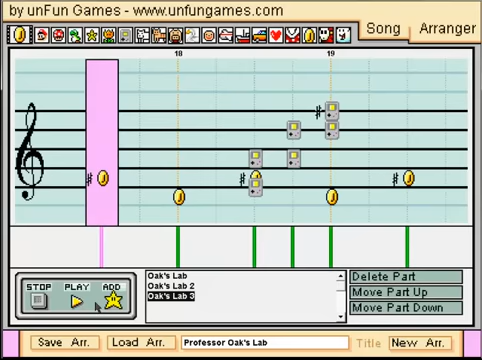 by unFun Games - www.unfungames.com
Song
Arranger
18
19
STOP
PLAY
ADD
Oak's Lab
Oak's Lab 2
Oak's Lab 3
Delete Part
Move Part Up
Move Part Down
Save Arr.
Load Arr.
Professor Oak's Lab
Title
New Arr.